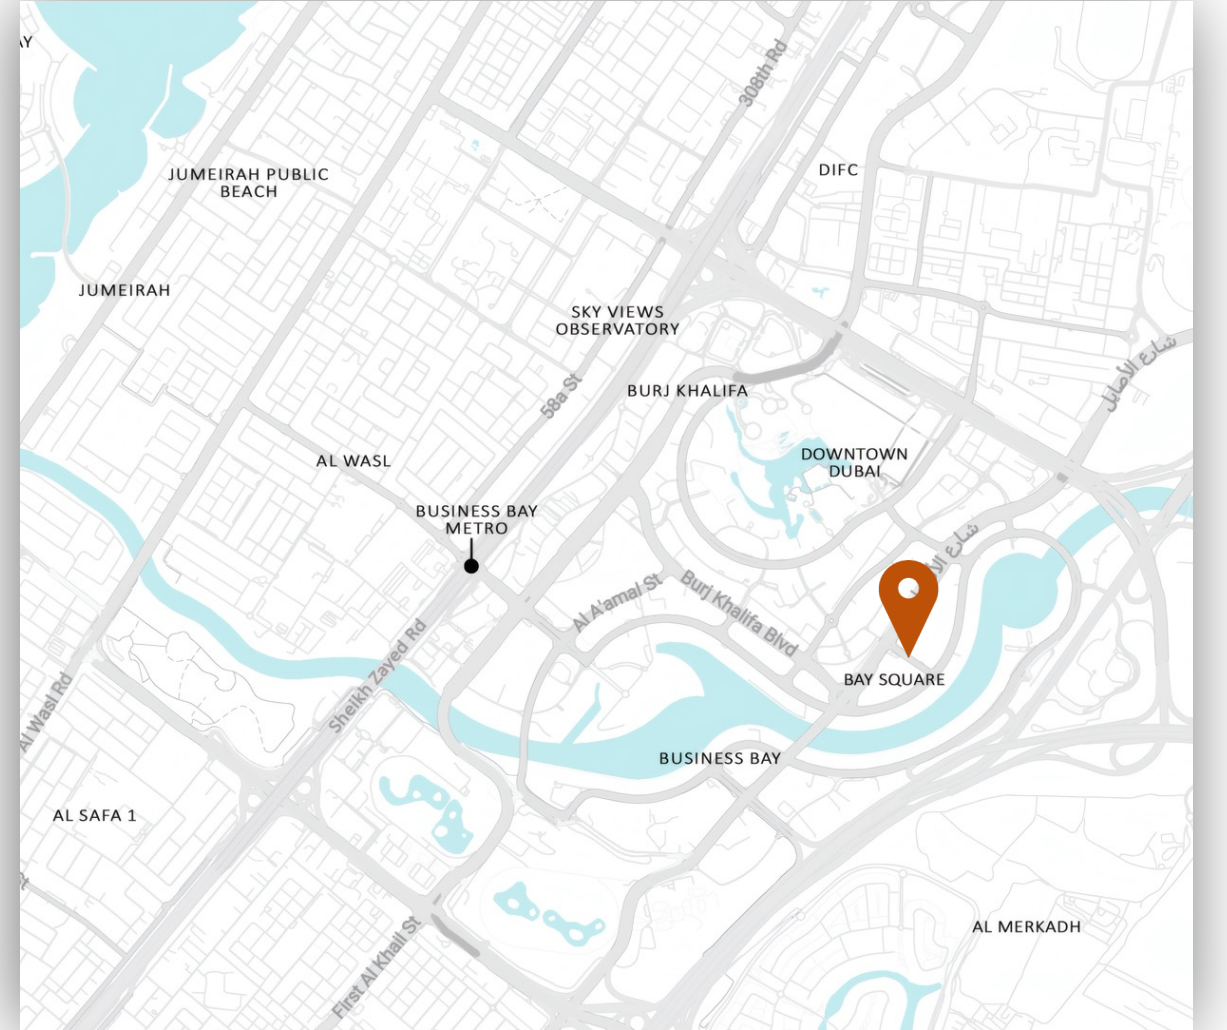 308th Rd
DIFC
JUMEIRAH PUBLIC
BEACH
JUMEIRAH
SKY VIEWS
OBSERVATORY
شارع الأصايل
BURJ KHALIFA
58a St
AL WASL
DOWNTOWN
DUBAI
BUSINESS BAY
METRO
شارع الأ
Al A'amal St
Burj Khalifa Blvd
Sheikh Zayed Rd
BAY SQUARE
Al Wasl Rd
BUSINESS BAY
AL SAFA 1
AL MERKADH
First Al Khail St